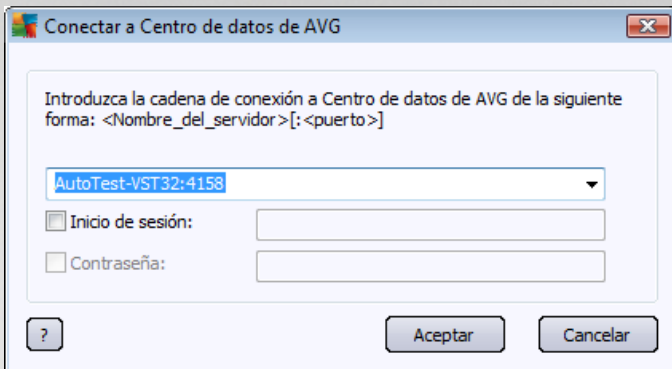 Conectar a Centro de datos de AVG
Introduzca la cadena de conexión a Centro de datos de AVG de la siguiente
forma: <Nombre_del_servidor>[:<puerto>]
AutoTest-VST32:4158
Inicio de sesión:
Contraseña:
?
Aceptar
Cancelar